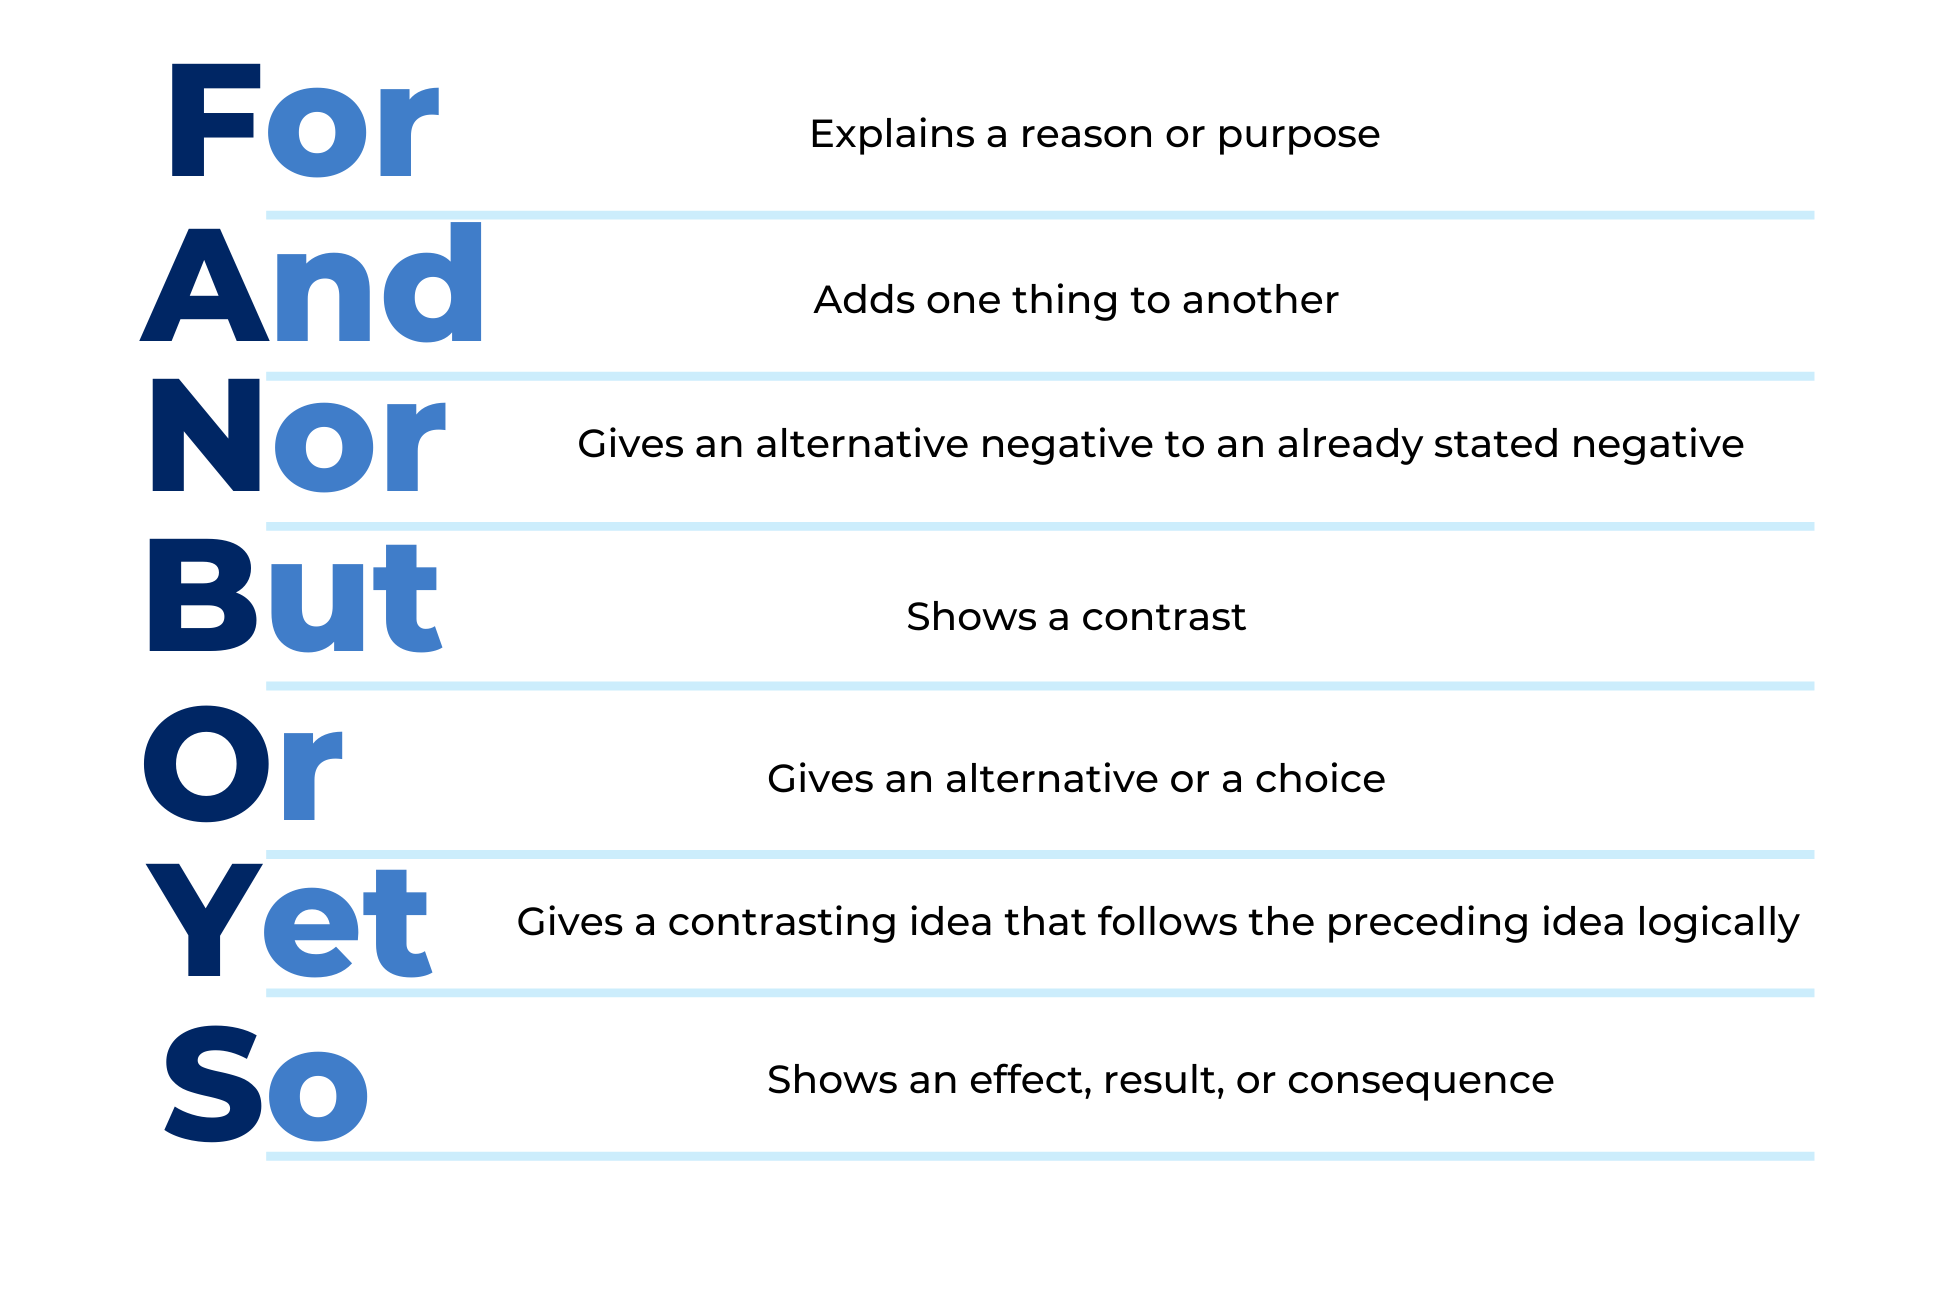 For
Explains a reason or purpose
And
Adds one thing to another
Nor
Gives an alternative negative to an already stated negative
But
Shows a contrast
Or
Gives an alternative or a choice
Yet
Gives a contrasting idea that follows the preceding idea logically
So
Shows an effect, result, or consequence